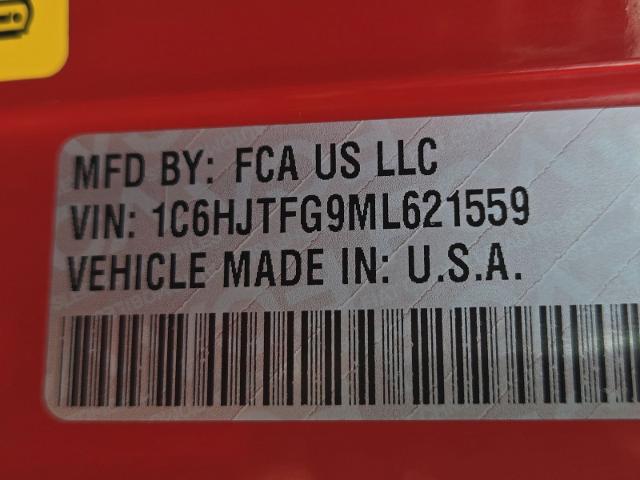 MFD BY: FCA US LLC
VIN: 1C6HJTFG9ML621559
VEHICLE MADE IN: U.S.A.